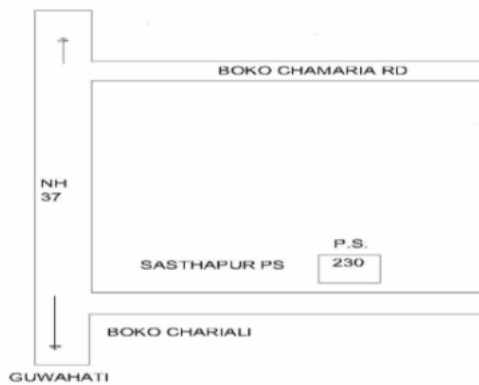 BOKO CHAMARIA RD
NH
37
P.S.
SASTHAPUR PS
230
BOKO CHARIALI
GUWAHATI